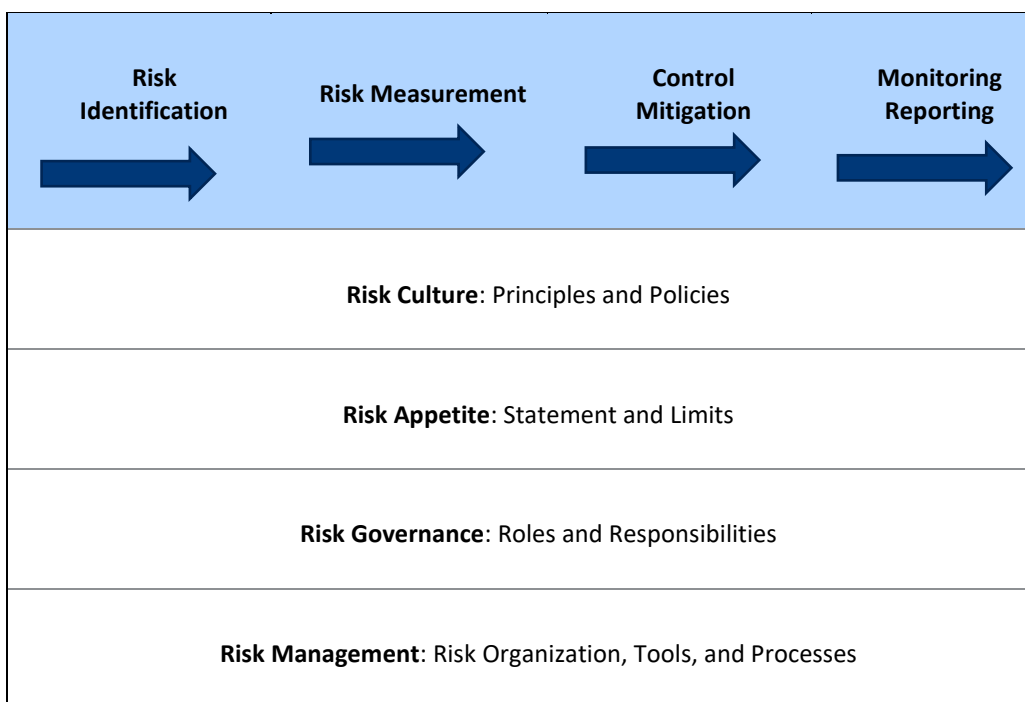 Risk
Identification
Risk Measurement
Control
Mitigation
Monitoring
Reporting
Risk Culture: Principles and Policies
Risk Appetite: Statement and Limits
Risk Governance: Roles and Responsibilities
Risk Management: Risk Organization, Tools, and Processes